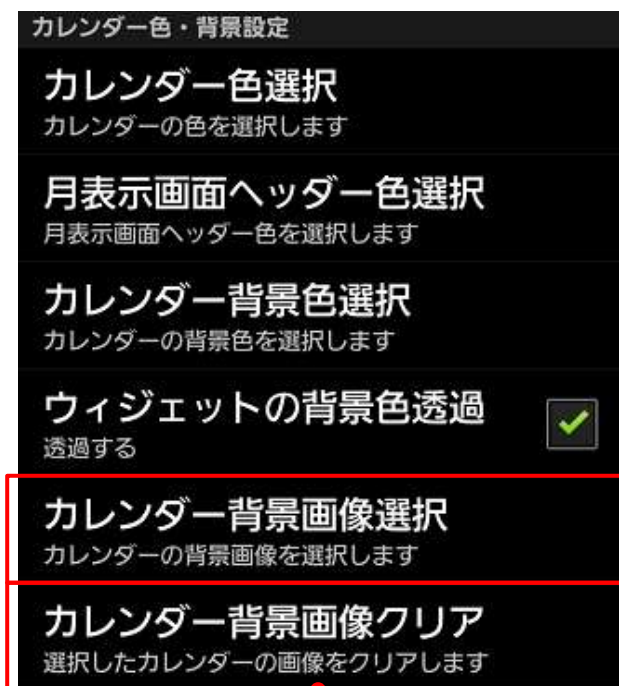 カレンダー色・背景設定
カレンダー色選択
カレンダーの色を選択します
月表示画面ヘッダー色選択
月表示画面ヘッダー色を選択します
カレンダー背景色選択
カレンダーの背景色を選択します
ウィジェットの背景色透過
透過する
カレンダー背景画像選択
カレンダーの背景画像を選択します
カレンダー背景画像クリア
選択したカレンダーの画像をクリアします